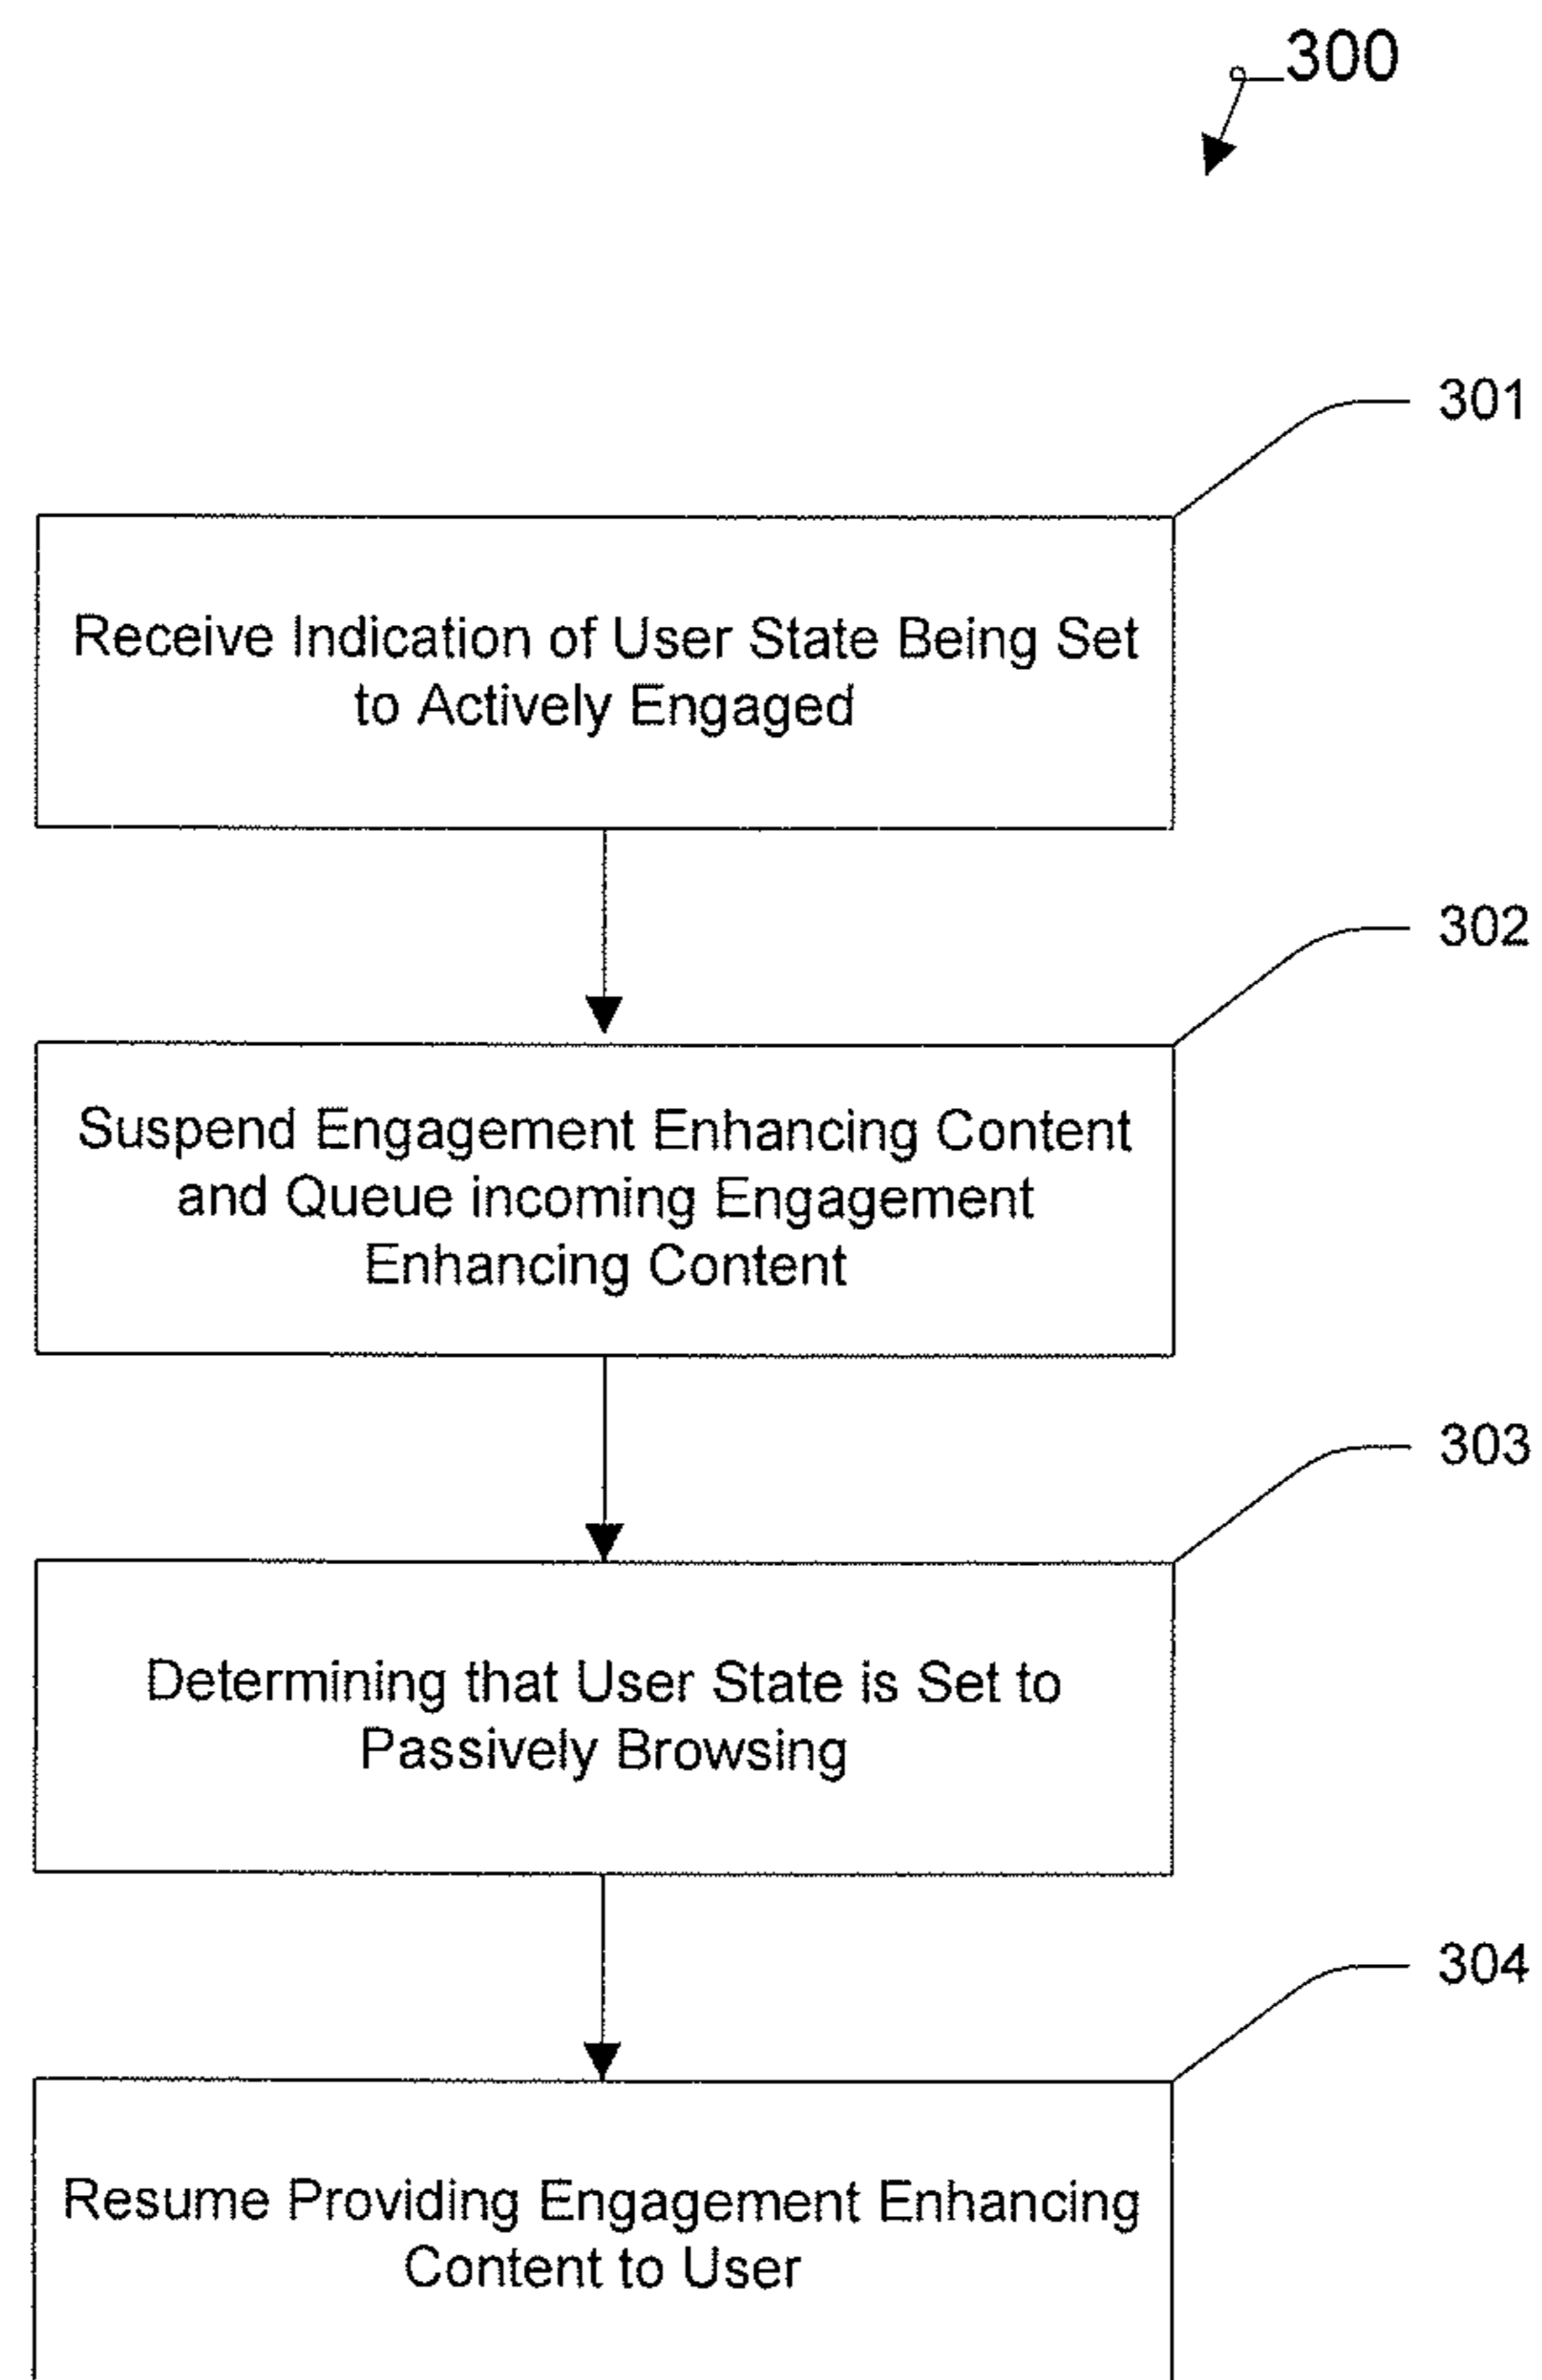 300
301
Receive Indication of User State Being Set
to Actively Engaged
302
Suspend Engagement Enhancing Content
and Queue incoming Engagement
Enhancing Content
303
Determining that User State is Set to
Passively Browsing
304
Resume Providing Engagement Enhancing
Content to User